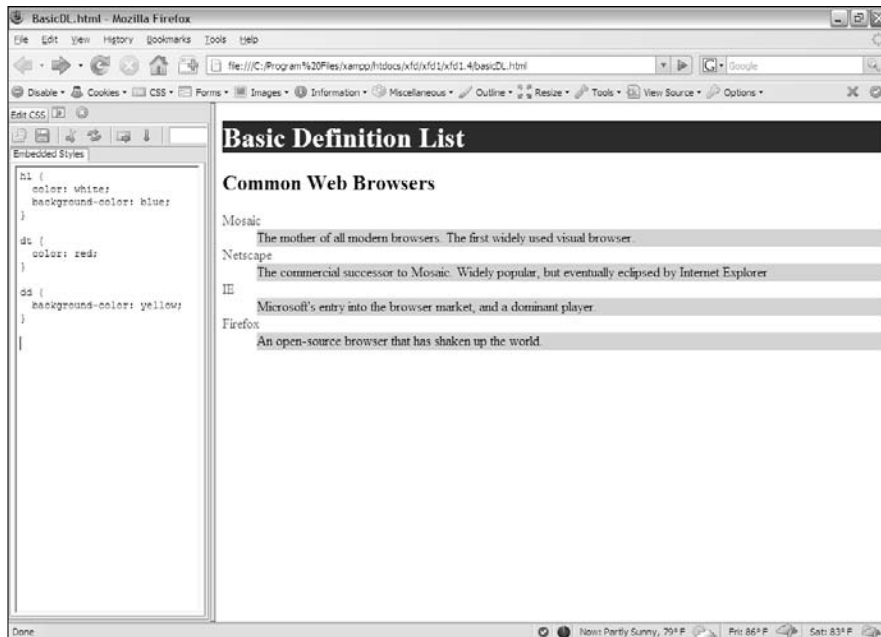 BasicDL.html - Mozilla Firefox
File Edit View History Bookmarks Tools Help
file:///C:/Program%20Files/xampp/htdocs/xfd/xfd1/xfd1.4/basicDL.html
G Google
Disable Cookies CSS Forms Images Information Miscellaneous Outline Resize Tools View Source Options
Edit CSS
Embedded Styles
h1 {
color: white;
background-color: blue;
}
dt {
color: red;
}
dd {
background-color: yellow;
}
Basic Definition List
Common Web Browsers
Mosaic
The mother of all modern browsers. The first widely used visual browser.
Netscape
The commercial successor to Mosaic. Widely popular, but eventually eclipsed by Internet Explorer
IE
Microsoft's entry into the browser market, and a dominant player.
Firefox
An open-source browser that has shaken up the world.
Done
Now: Partly Sunny, 79° F Fri: 86° F Sat: 83° F